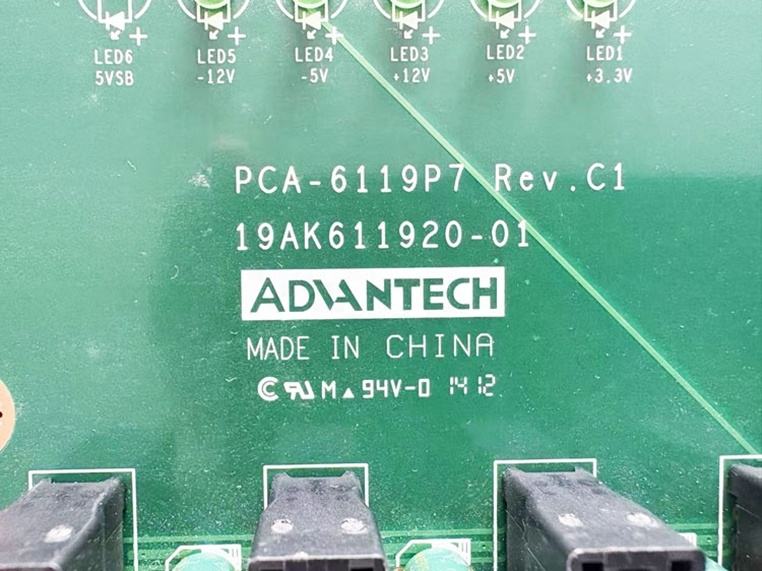 LED6 LED5 LED4 LED3 LED2 LED1
5VSB -12V -5V +12V +5V +3.3V
PCA-6119P7 Rev.C1
19AK611920-01
ADVANTECH
MADE IN CHINA
M▲ 94V-0 1412